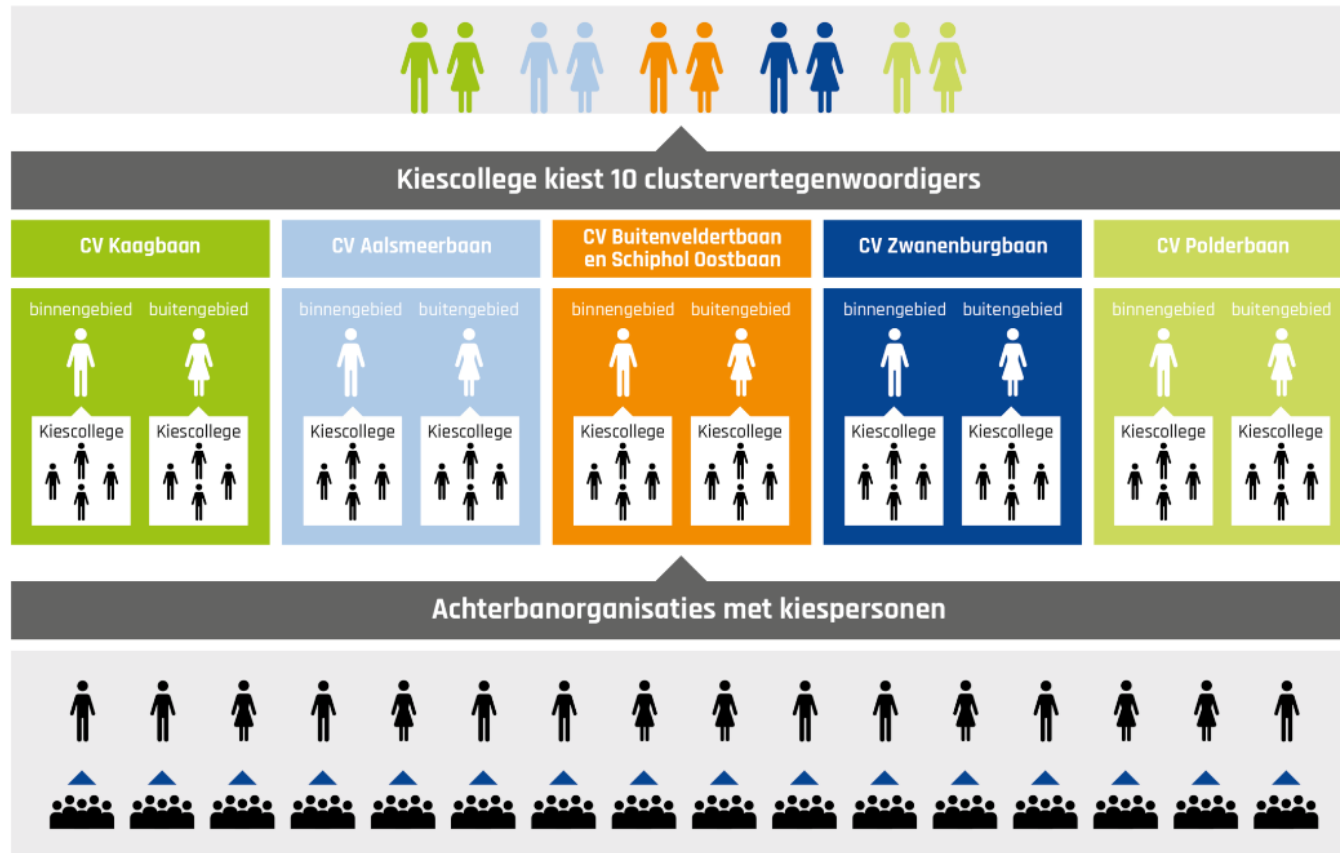 Kiescollege kiest 10 clustervertegenwoordigers
CV Kaagbaan
CV Aalsmeerbaan
CV Buitenveldertbaan
en Schiphol Oostbaan
CV Zwanenburgbaan
CV Polderbaan
binnengebied buitengebied
binnengebied buitengebied
binnengebied buitengebied
binnengebied buitengebied
binnengebied buitengebied
Kiescollege Kiescollege
Kiescollege Kiescollege
Kiescollege Kiescollege
Kiescollege Kiescollege
Kiescollege Kiescollege
Achterbanorganisaties met kiespersonen